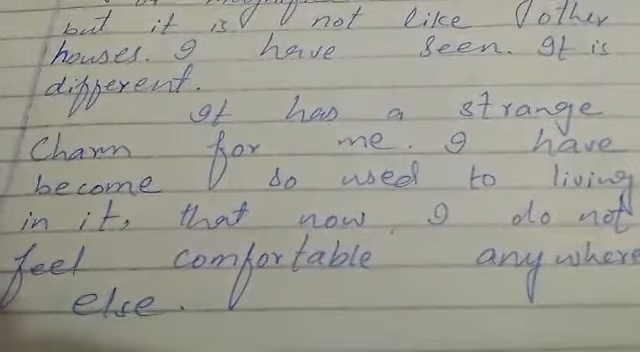 but it is not like other
houses. I have seen. It is
different.
It has a strange
Charm for me. I have
become so used to living
in it, that now, I do not
feel comfortable anywhere
else.